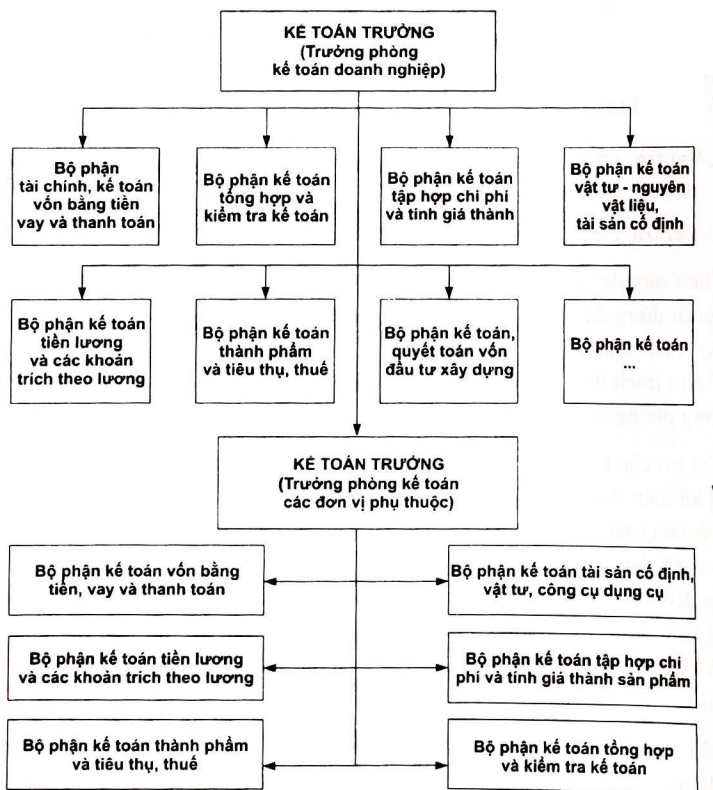 KẾ TOÁN TRƯỞNG
(Trưởng phòng
kế toán doanh nghiệp)
Bộ phận
tài chính, kế toán
vốn bằng tiền
vay và thanh toán
Bộ phận kế toán
tổng hợp và
kiểm tra kế toán
Bộ phận kế toán
tập hợp chi phí
và tính giá thành
Bộ phận kế toán
vật tư - nguyên
vật liệu,
tài sản cố định
Bộ phận kế toán
tiền lương
và các khoản
trích theo lương
Bộ phận kế toán
thành phẩm
và tiêu thụ, thuế
Bộ phận kế toán,
quyết toán vốn
đầu tư xây dựng
Bộ phận kế toán
...
KẾ TOÁN TRƯỞNG
(Trưởng phòng kế toán
các đơn vị phụ thuộc)
Bộ phận kế toán vốn bằng
tiền, vay và thanh toán
Bộ phận kế toán tài sản cố định,
vật tư, công cụ dụng cụ
Bộ phận kế toán tiền lương
và các khoản trích theo lương
Bộ phận kế toán tập hợp chi
phí và tính giá thành sản phẩm
Bộ phận kế toán thành phẩm
và tiêu thụ, thuế
Bộ phận kế toán tổng hợp
và kiểm tra kế toán